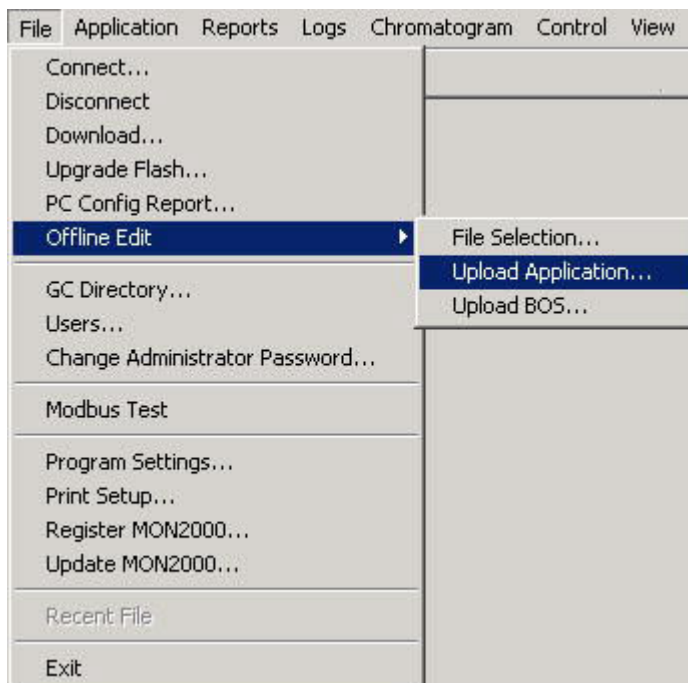 File Application Reports Logs Chromatogram Control View
Connect...
Disconnect
Download...
Upgrade Flash...
PC Config Report...
Offline Edit
File Selection...
Upload Application...
Upload BOS...
GC Directory...
Users...
Change Administrator Password...
Modbus Test
Program Settings...
Print Setup...
Register MON2000...
Update MON2000...
Recent File
Exit